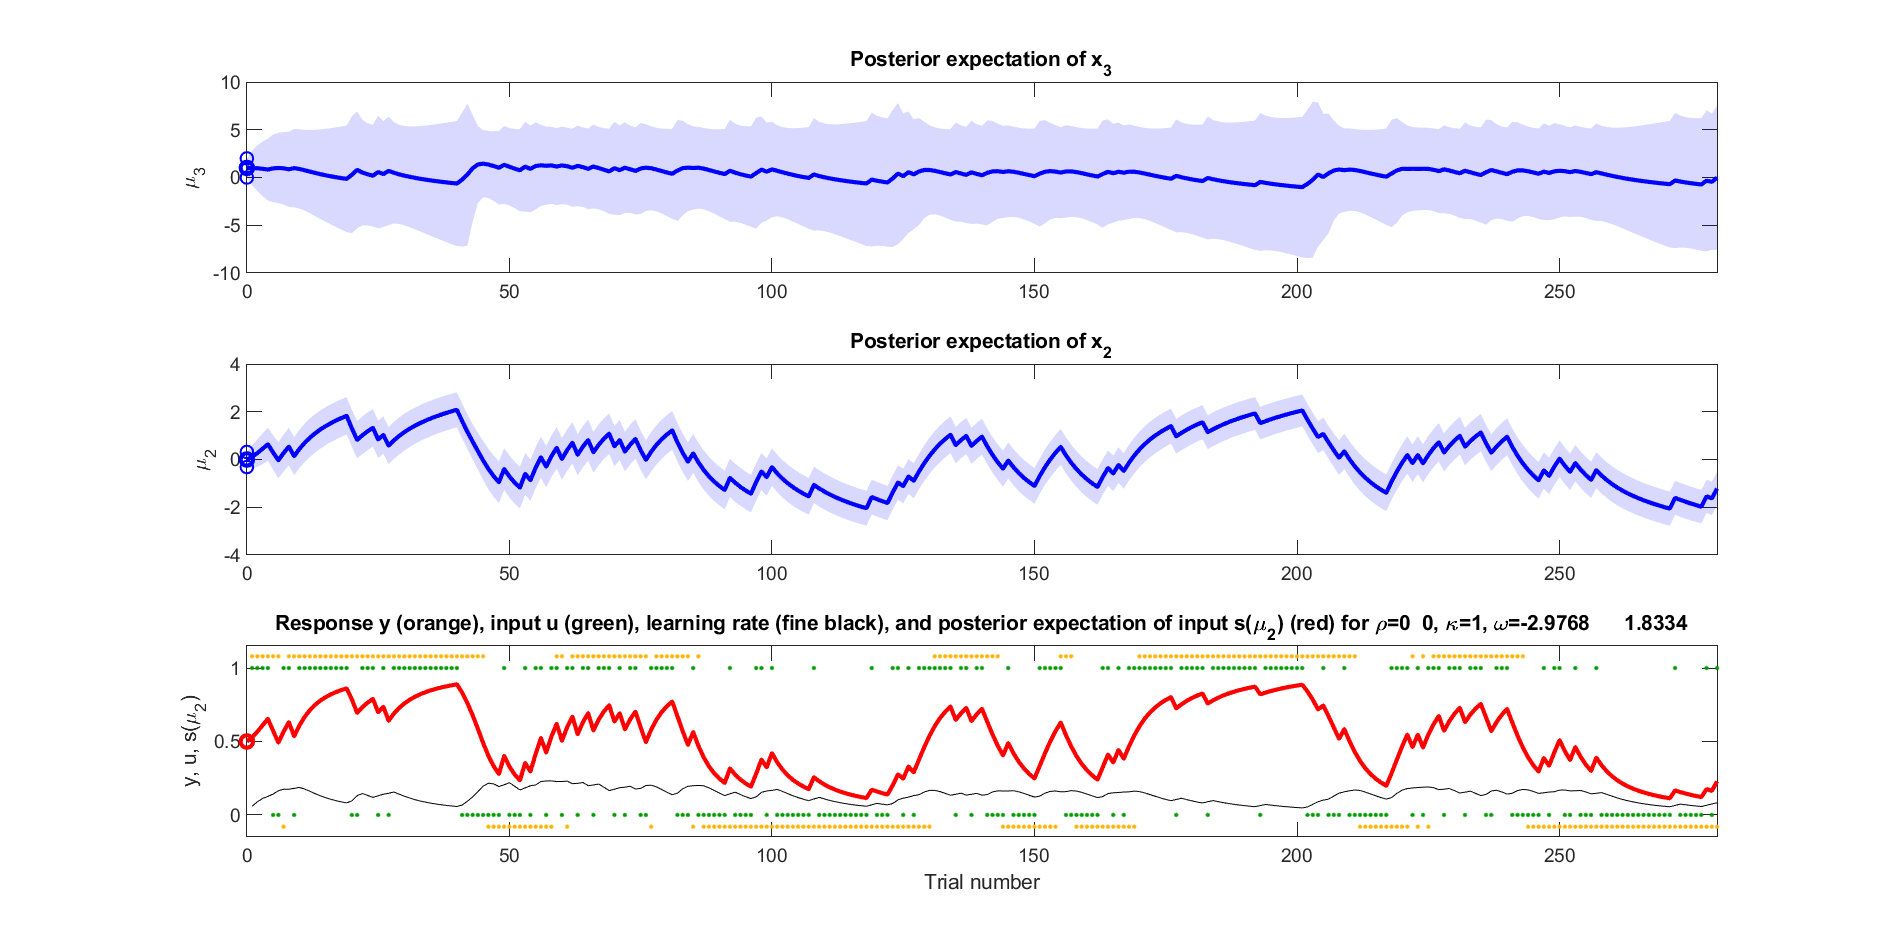 Posterior expectation of x₃
10
5
0
-5
-10
μ₃
0 50 100 150 200 250
Posterior expectation of x₂
4
2
0
-2
-4
μ₂
0 50 100 150 200 250
Response y (orange), input u (green), learning rate (fine black), and posterior expectation of input s(μ₂) (red) for ρ=0 0, κ=1, ω=-2.9768 1.8334
1
0.5
0
y, u, s(μ₂)
0 50 100 150 200 250
Trial number